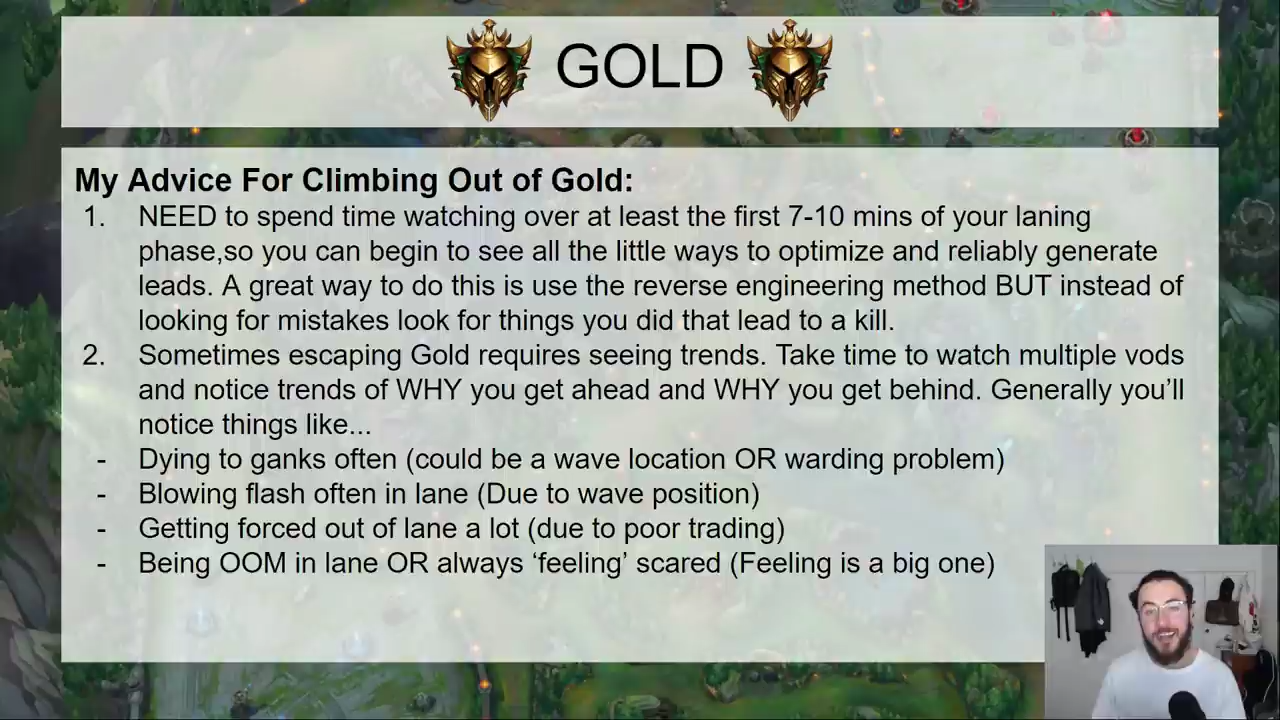 GOLD
My Advice For Climbing Out of Gold:
1. NEED to spend time watching over at least the first 7-10 mins of your laning
phase,so you can begin to see all the little ways to optimize and reliably generate
leads. A great way to do this is use the reverse engineering method BUT instead of
looking for mistakes look for things you did that lead to a kill.
2. Sometimes escaping Gold requires seeing trends. Take time to watch multiple vods
and notice trends of WHY you get ahead and WHY you get behind. Generally you’ll
notice things like...
- Dying to ganks often (could be a wave location OR warding problem)
- Blowing flash often in lane (Due to wave position)
- Getting forced out of lane a lot (due to poor trading)
- Being OOM in lane OR always ‘feeling’ scared (Feeling is a big one)